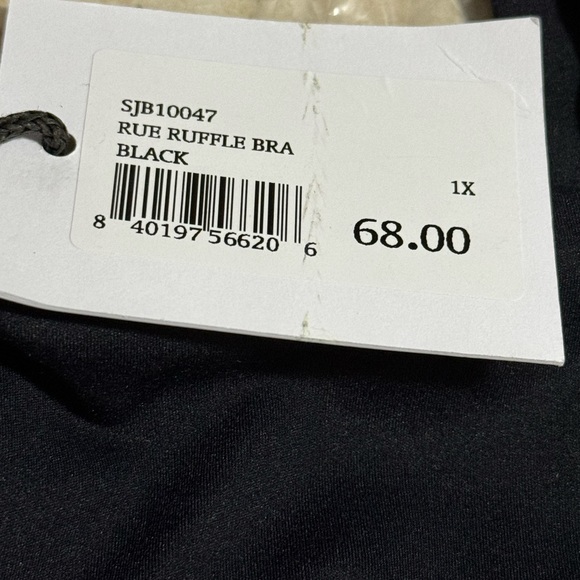 SJB10047
RUE RUFFLE BRA
BLACK
1X
8 40197 56620 6
68.00